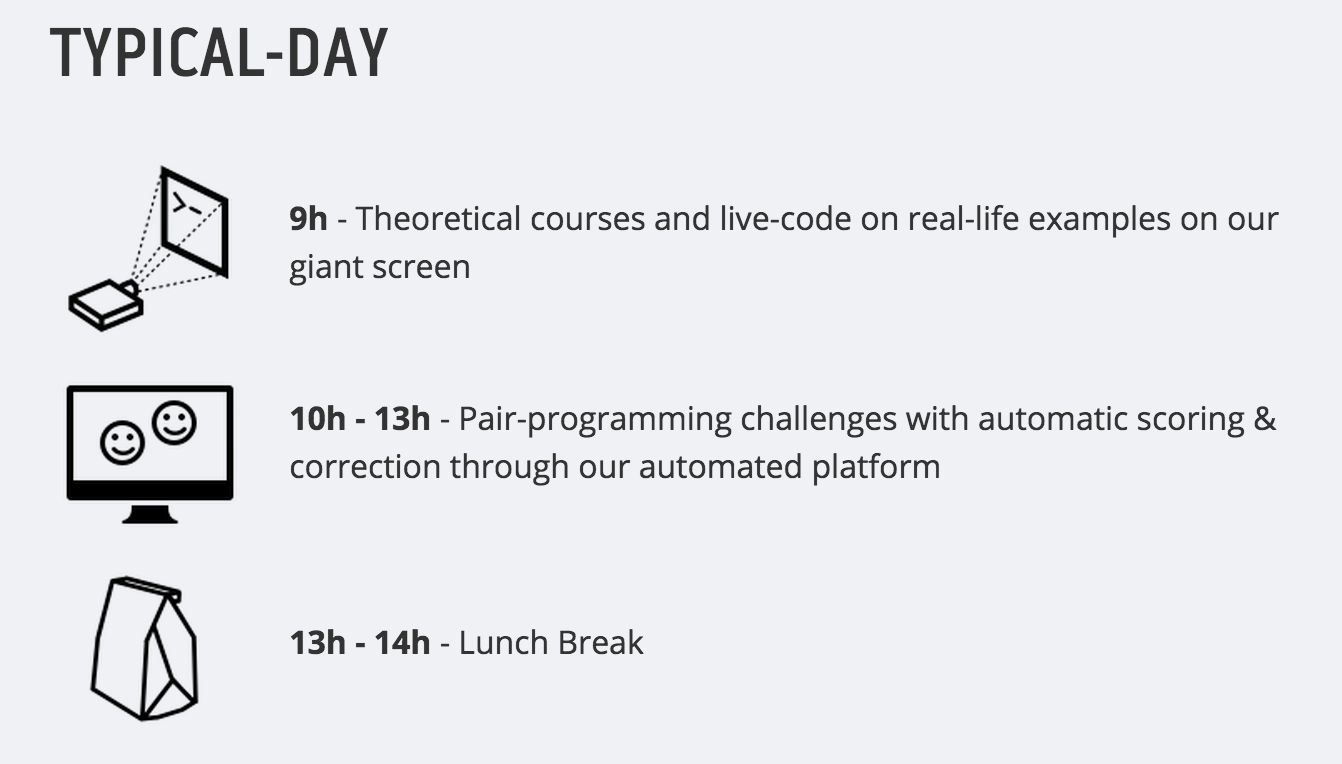 TYPICAL-DAY
>-
9h - Theoretical courses and live-code on real-life examples on our
giant screen
10h - 13h - Pair-programming challenges with automatic scoring &
correction through our automated platform
13h - 14h - Lunch Break